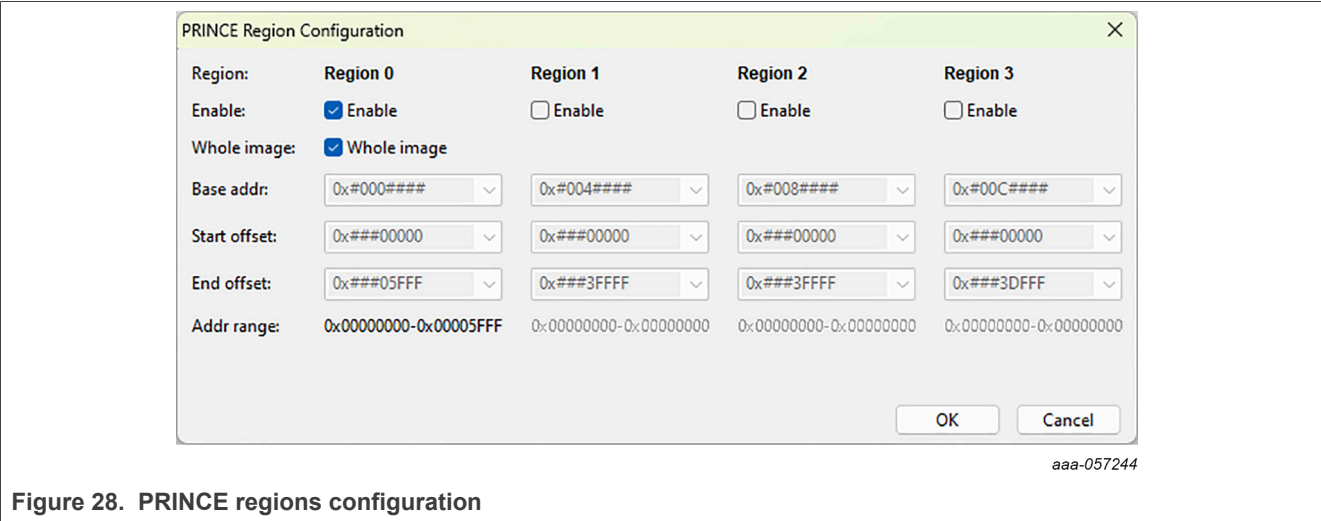 PRINCE Region Configuration
Region: Region 0 Region 1 Region 2 Region 3
Enable: Enable Enable Enable Enable
Whole image: Whole image
Base addr: 0x#000#### 0x#004#### 0x#008#### 0x#00C####
Start offset: 0x###00000 0x###00000 0x###00000 0x###00000
End offset: 0x###05FFF 0x###3FFFF 0x###3FFFF 0x###3DFFF
Addr range: 0x00000000-0x00005FFF 0x00000000-0x00000000 0x00000000-0x00000000 0x00000000-0x00000000
OK Cancel
aaa-057244
Figure 28. PRINCE regions configuration